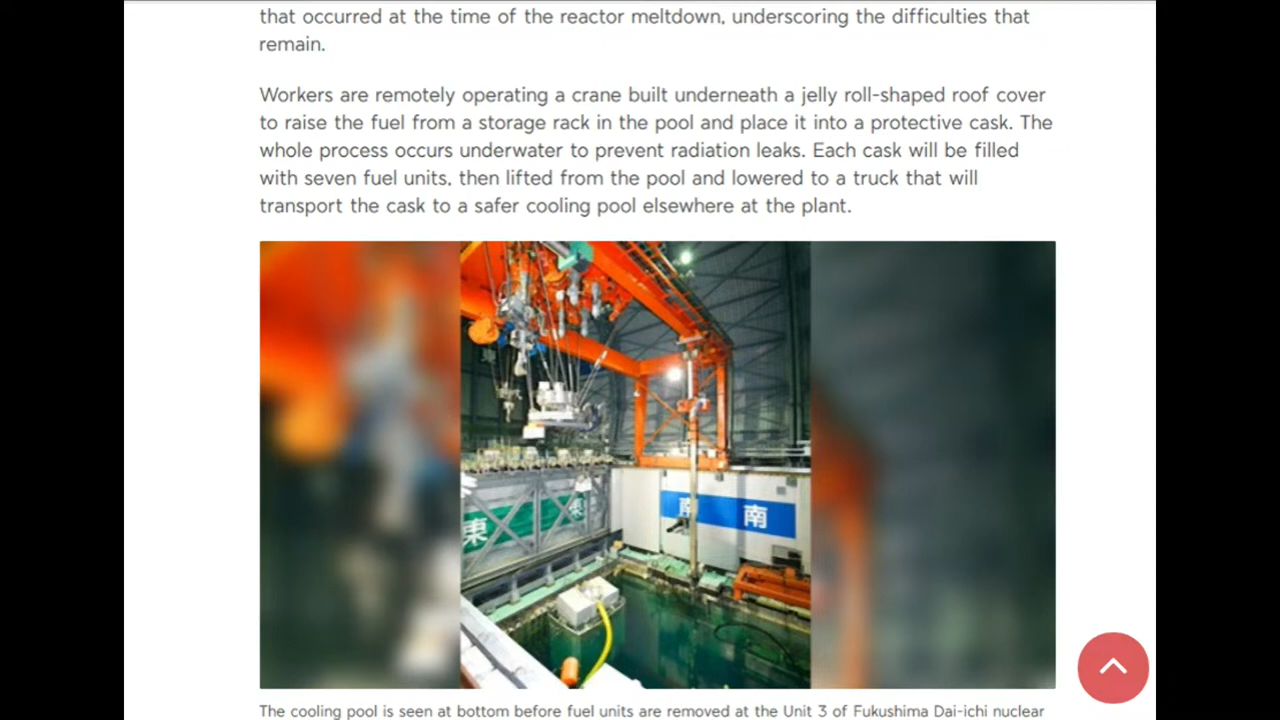 that occurred at the time of the reactor meltdown, underscoring the difficulties that
remain.
Workers are remotely operating a crane built underneath a jelly roll-shaped roof cover
to raise the fuel from a storage rack in the pool and place it into a protective cask. The
whole process occurs underwater to prevent radiation leaks. Each cask will be filled
with seven fuel units, then lifted from the pool and lowered to a truck that will
transport the cask to a safer cooling pool elsewhere at the plant.
東
東
南
南
The cooling pool is seen at bottom before fuel units are removed at the Unit 3 of Fukushima Dai-ichi nuclear